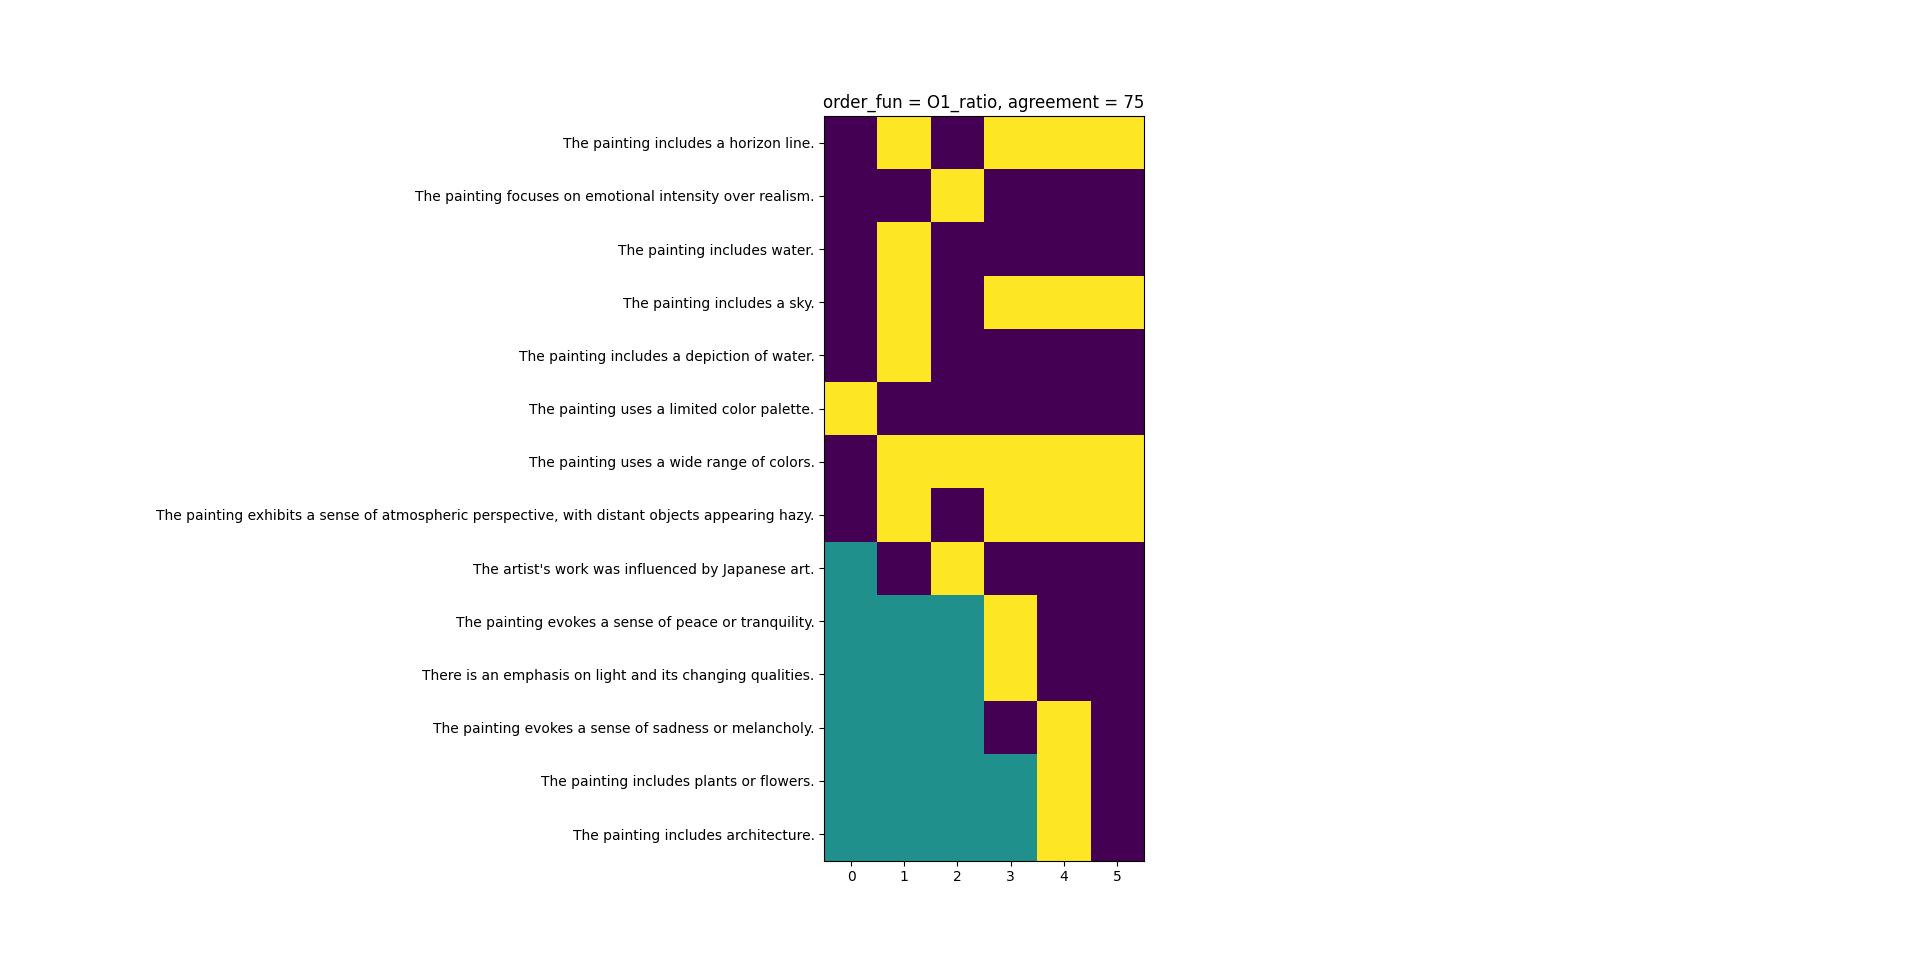 order_fun = O1_ratio, agreement = 75
The painting includes a horizon line.
The painting focuses on emotional intensity over realism.
The painting includes water.
The painting includes a sky.
The painting includes a depiction of water.
The painting uses a limited color palette.
The painting uses a wide range of colors.
The painting exhibits a sense of atmospheric perspective, with distant objects appearing hazy.
The artist's work was influenced by Japanese art.
The painting evokes a sense of peace or tranquility.
There is an emphasis on light and its changing qualities.
The painting evokes a sense of sadness or melancholy.
The painting includes plants or flowers.
The painting includes architecture.
0 1 2 3 4 5